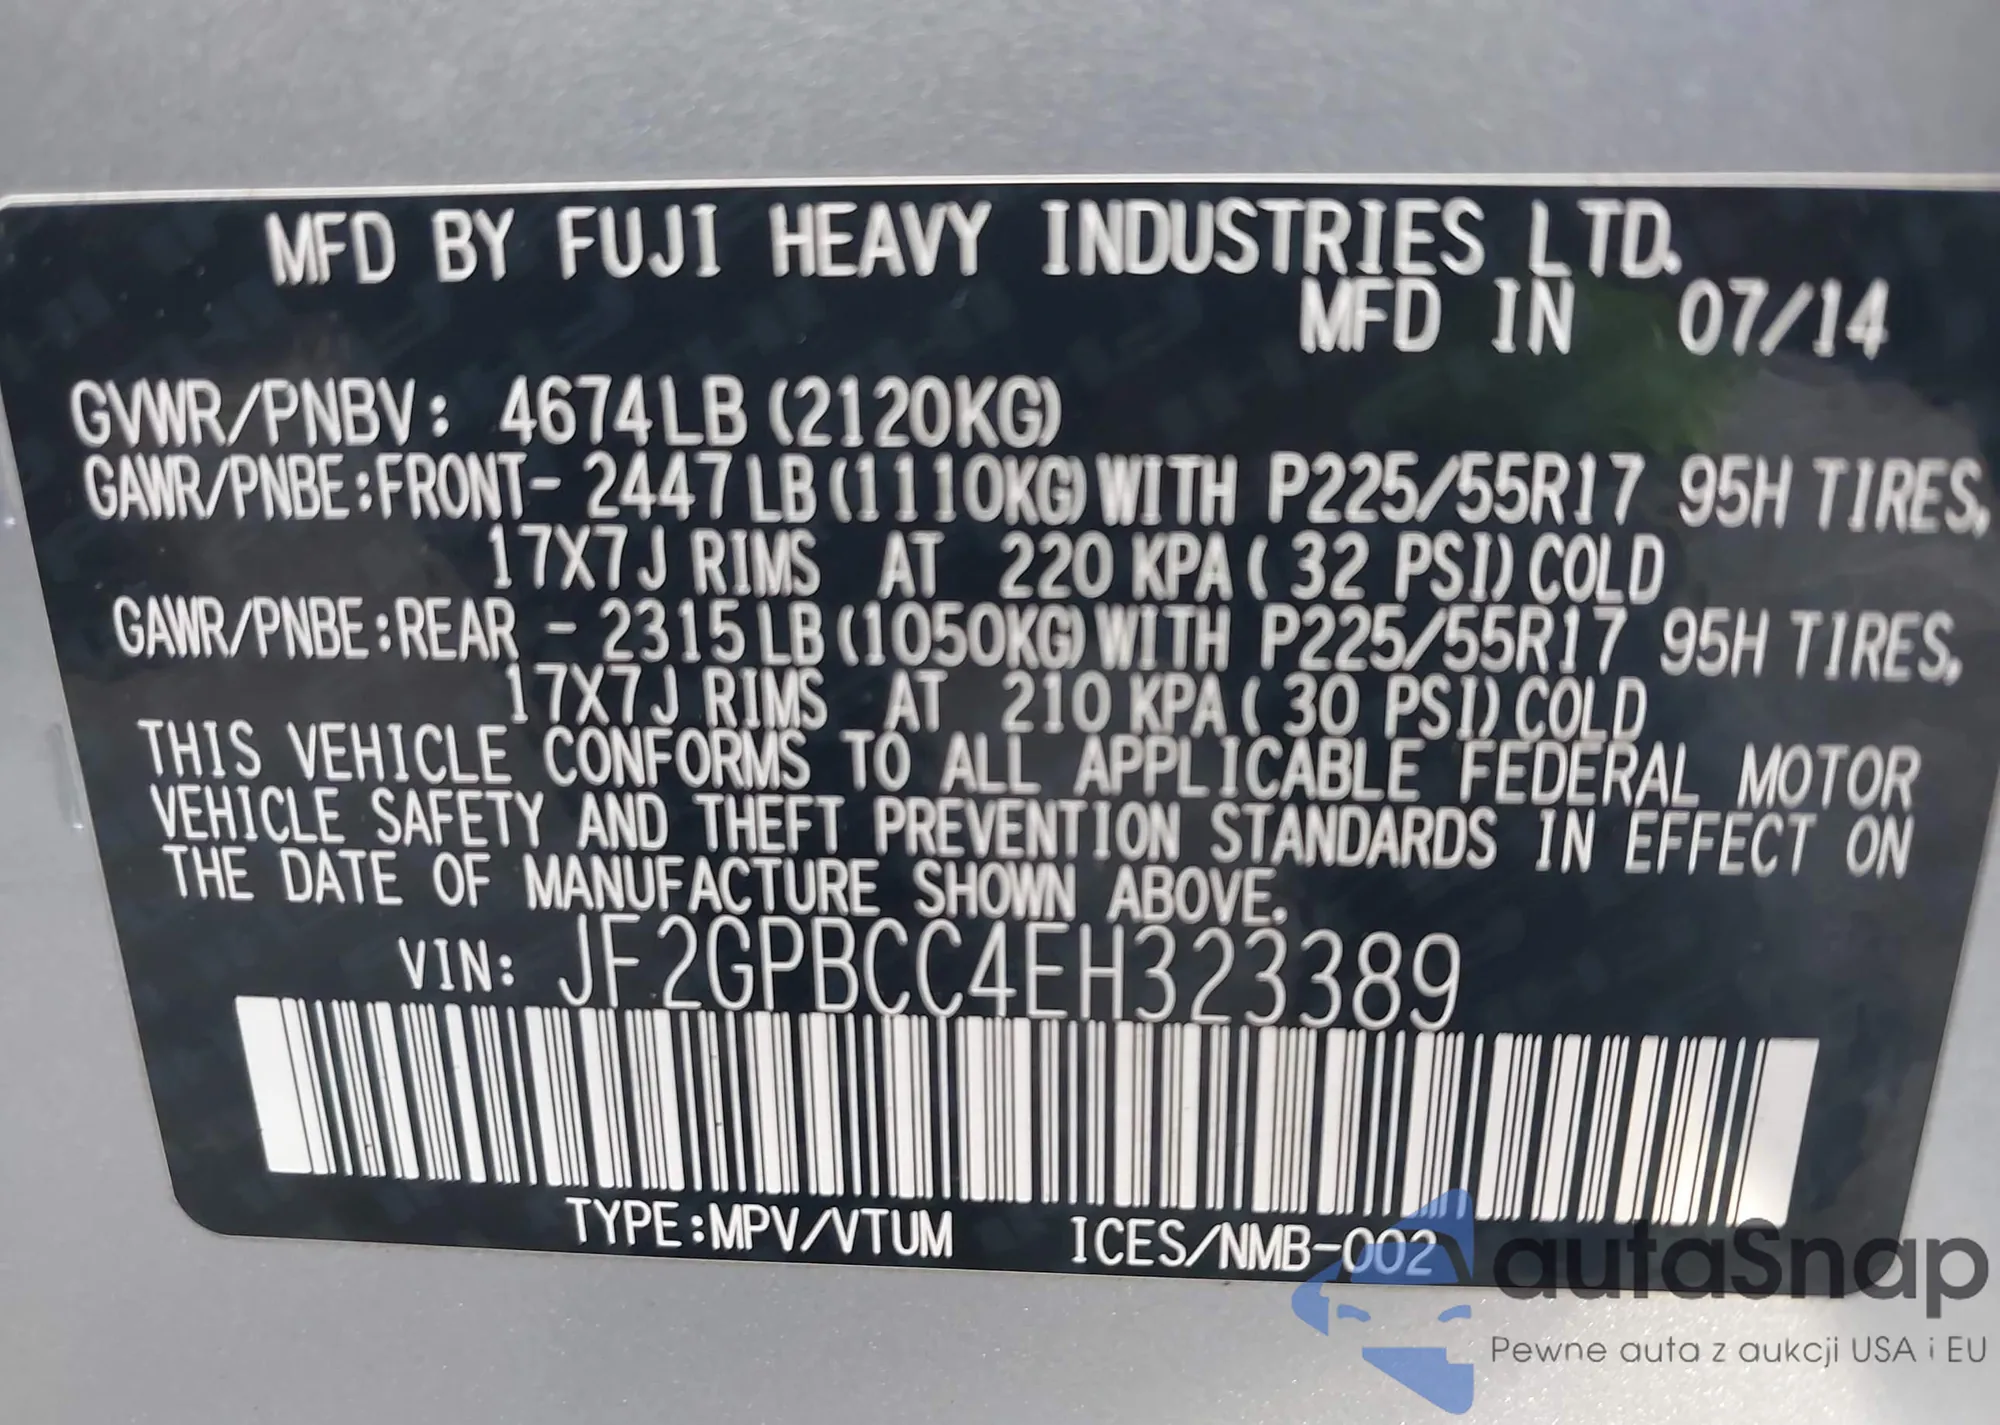 MFD BY FUJI HEAVY INDUSTRIES LTD.
MFD IN 07/14
GVWR/PNBV: 4674LB (2120KG)
GAWR/PNBE:FRONT- 2447LB(1110KG)WITH P225/55R17 95H TIRES,
17X7J RIMS AT 220 KPA( 32 PSI)COLD
GAWR/PNBE:REAR - 2315LB(1050KG)WITH P225/55R17 95H TIRES,
17X7J RIMS AT 210 KPA( 30 PSI)COLD
THIS VEHICLE CONFORMS TO ALL APPLICABLE FEDERAL MOTOR
VEHICLE SAFETY AND THEFT PREVENTION STANDARDS IN EFFECT ON
THE DATE OF MANUFACTURE SHOWN ABOVE.
VIN: JF2GPBCC4EH323389
TYPE:MPV/VTUM ICES/NMB-002
autaSnap
Pewne auta z aukcji USA i EU